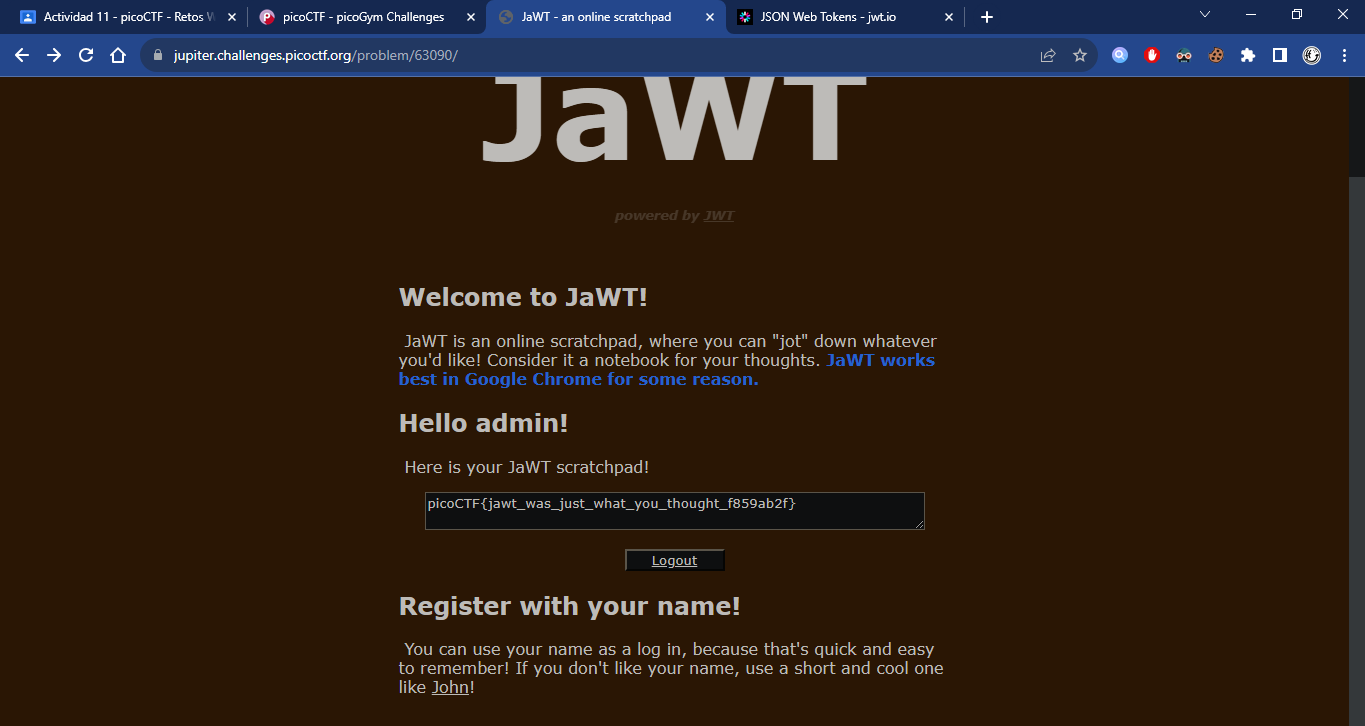 Actividad 11 - picoCTF - Retos W
picoCTF - picoGym Challenges
JaWT - an online scratchpad
JSON Web Tokens - jwt.io
jupiter.challenges.picoctf.org/problem/63090/
JaWT
powered by JWT
Welcome to JaWT!
JaWT is an online scratchpad, where you can "jot" down whatever
you'd like! Consider it a notebook for your thoughts. JaWT works
best in Google Chrome for some reason.
Hello admin!
Here is your JaWT scratchpad!
picoCTF{jawt_was_just_what_you_thought_f859ab2f}
Logout
Register with your name!
You can use your name as a log in, because that's quick and easy
to remember! If you don't like your name, use a short and cool one
like John!